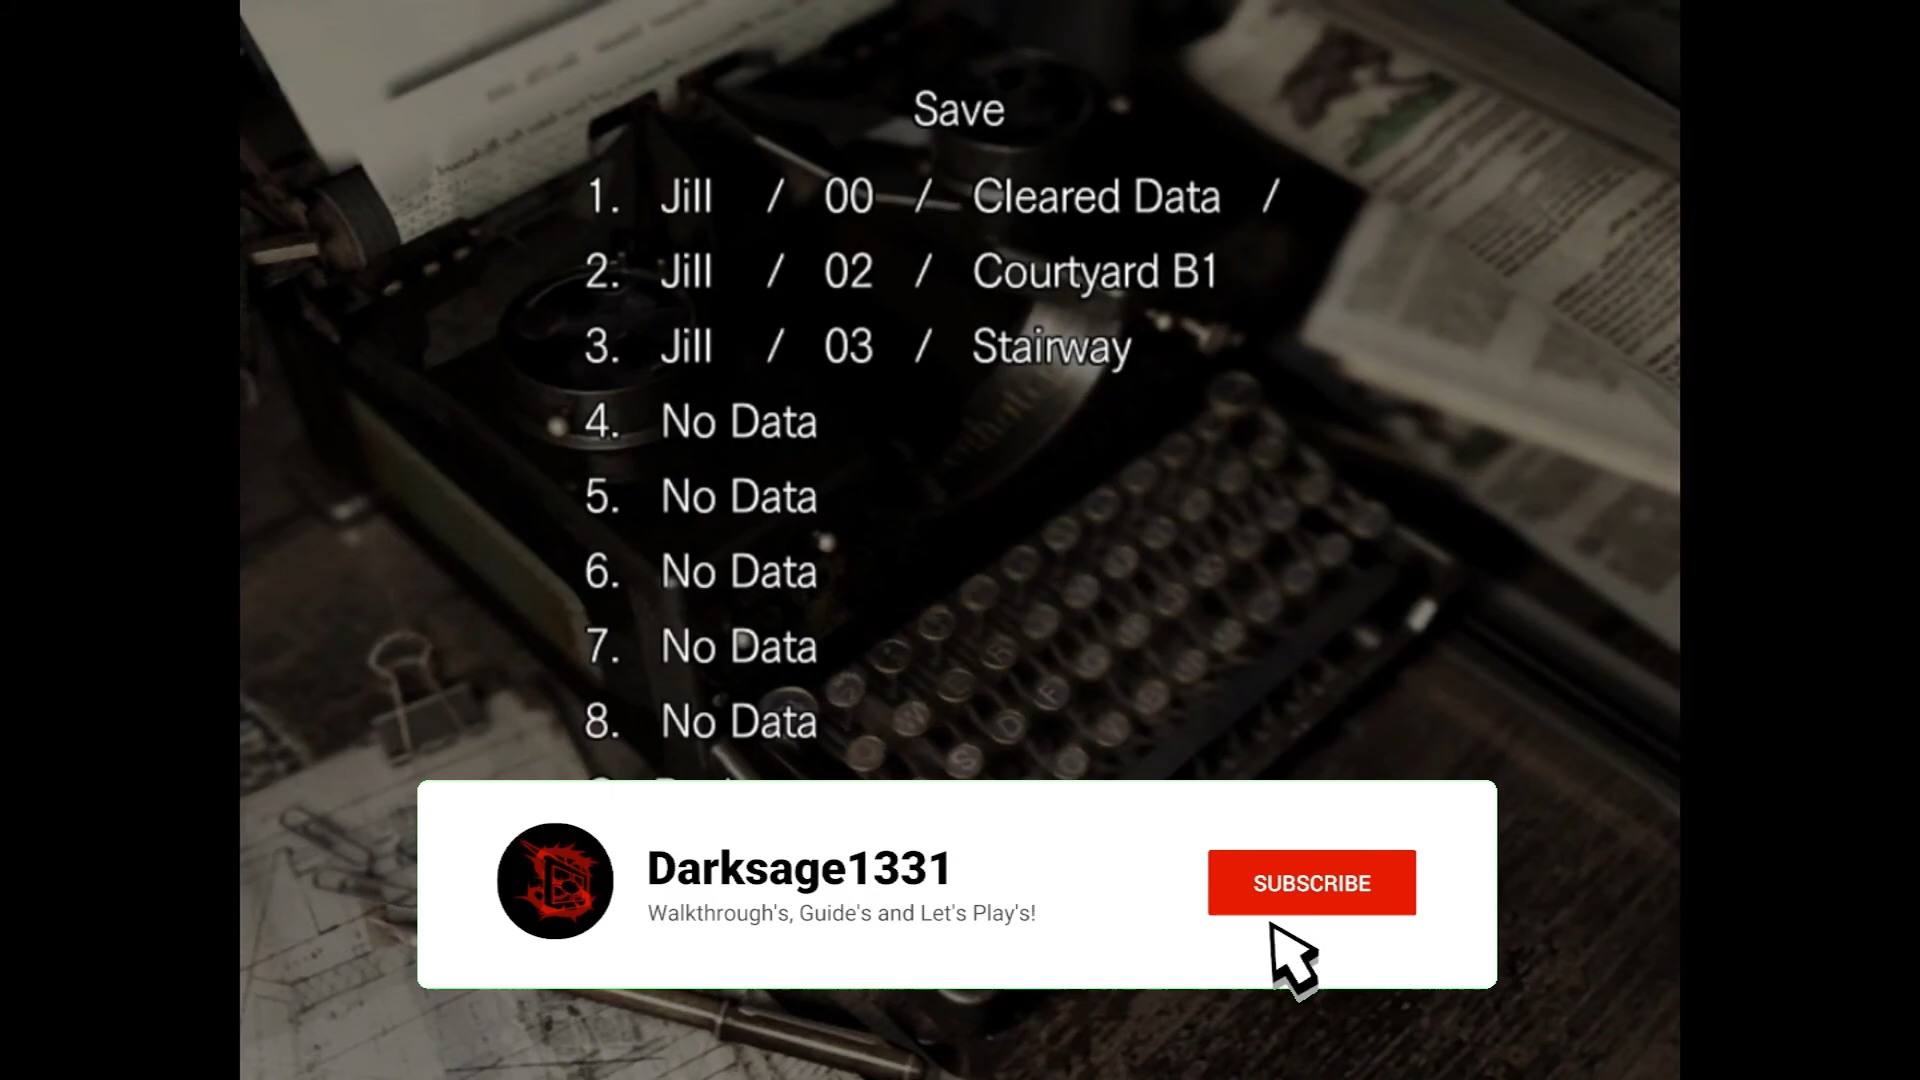 Save
1. Jill / 00 / Cleared Data /
2. Jill / 02 / Courtyard B1
3. Jill / 03 / Stairway
4. No Data
5. No Data
6. No Data
7. No Data
8. No Data
Darksage1331
Walkthrough's, Guide's and Let's Play's!
SUBSCRIBE